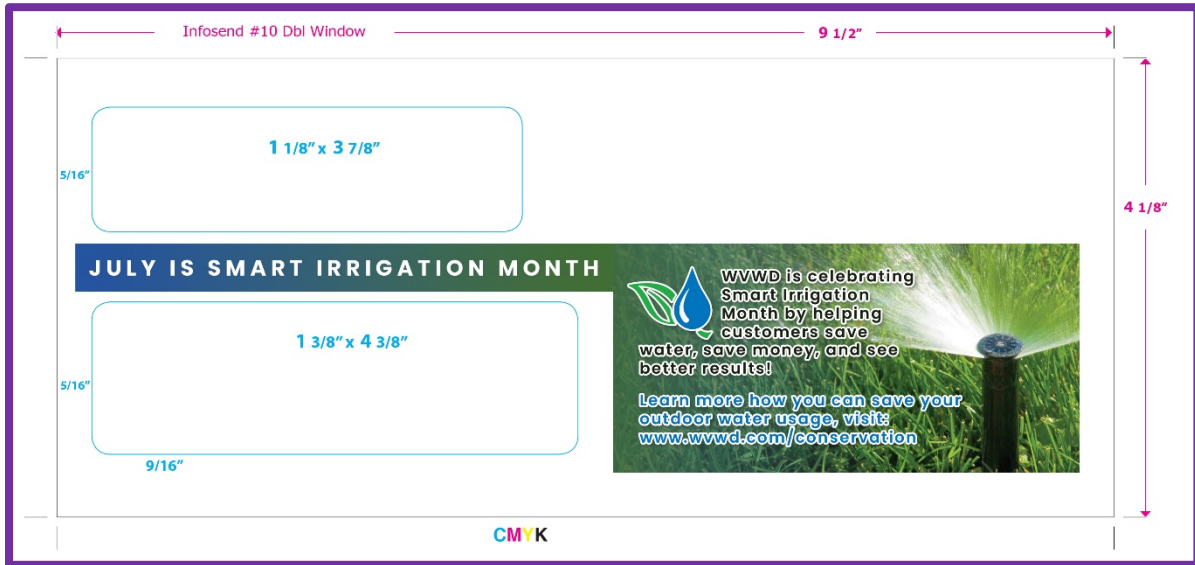 Infosend #10 Dbl Window
9 1/2”
1 1/8” x 3 7/8”
5/16”
4 1/8”
JULY IS SMART IRRIGATION MONTH
WVWD is celebrating
Smart Irrigation
Month by helping
customers save
water, save money, and see
better results!
1 3/8” x 4 3/8”
5/16”
Learn more how you can save your
outdoor water usage, visit:
www.wvwd.com/conservation
9/16”
CMYK